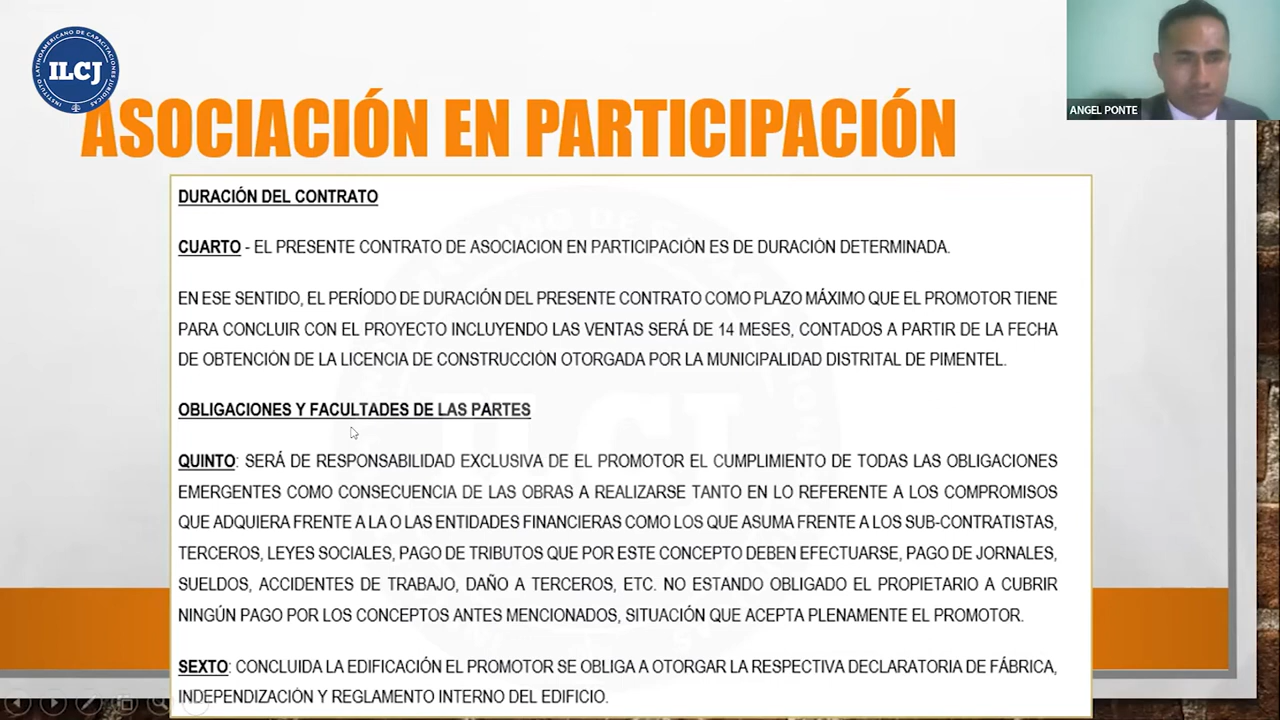 INSTITUTO LATINOAMERICANO DE CAPACITACIONES JURÍDICAS
ILCJ
ANGEL PONTE
ASOCIACIÓN EN PARTICIPACIÓN
DURACIÓN DEL CONTRATO
CUARTO - EL PRESENTE CONTRATO DE ASOCIACION EN PARTICIPACIÓN ES DE DURACIÓN DETERMINADA.
EN ESE SENTIDO, EL PERÍODO DE DURACIÓN DEL PRESENTE CONTRATO COMO PLAZO MÁXIMO QUE EL PROMOTOR TIENE
PARA CONCLUIR CON EL PROYECTO INCLUYENDO LAS VENTAS SERÁ DE 14 MESES, CONTADOS A PARTIR DE LA FECHA
DE OBTENCIÓN DE LA LICENCIA DE CONSTRUCCIÓN OTORGADA POR LA MUNICIPALIDAD DISTRITAL DE PIMENTEL.
OBLIGACIONES Y FACULTADES DE LAS PARTES
QUINTO: SERÁ DE RESPONSABILIDAD EXCLUSIVA DE EL PROMOTOR EL CUMPLIMIENTO DE TODAS LAS OBLIGACIONES
EMERGENTES COMO CONSECUENCIA DE LAS OBRAS A REALIZARSE TANTO EN LO REFERENTE A LOS COMPROMISOS
QUE ADQUIERA FRENTE A LA O LAS ENTIDADES FINANCIERAS COMO LOS QUE ASUMA FRENTE A LOS SUB-CONTRATISTAS,
TERCEROS, LEYES SOCIALES, PAGO DE TRIBUTOS QUE POR ESTE CONCEPTO DEBEN EFECTUARSE, PAGO DE JORNALES,
SUELDOS, ACCIDENTES DE TRABAJO, DAÑO A TERCEROS, ETC. NO ESTANDO OBLIGADO EL PROPIETARIO A CUBRIR
NINGÚN PAGO POR LOS CONCEPTOS ANTES MENCIONADOS, SITUACIÓN QUE ACEPTA PLENAMENTE EL PROMOTOR.
SEXTO: CONCLUIDA LA EDIFICACIÓN EL PROMOTOR SE OBLIGA A OTORGAR LA RESPECTIVA DECLARATORIA DE FÁBRICA,
INDEPENDIZACIÓN Y REGLAMENTO INTERNO DEL EDIFICIO.